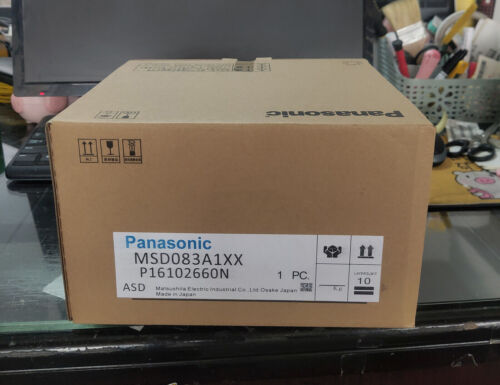 Panasonic
Panasonic
MSD083A1XX
P16102660N
1 PC.
ASD
Matsushita Electric Industrial Co.,Ltd Osaka Japan
Made in Japan
10